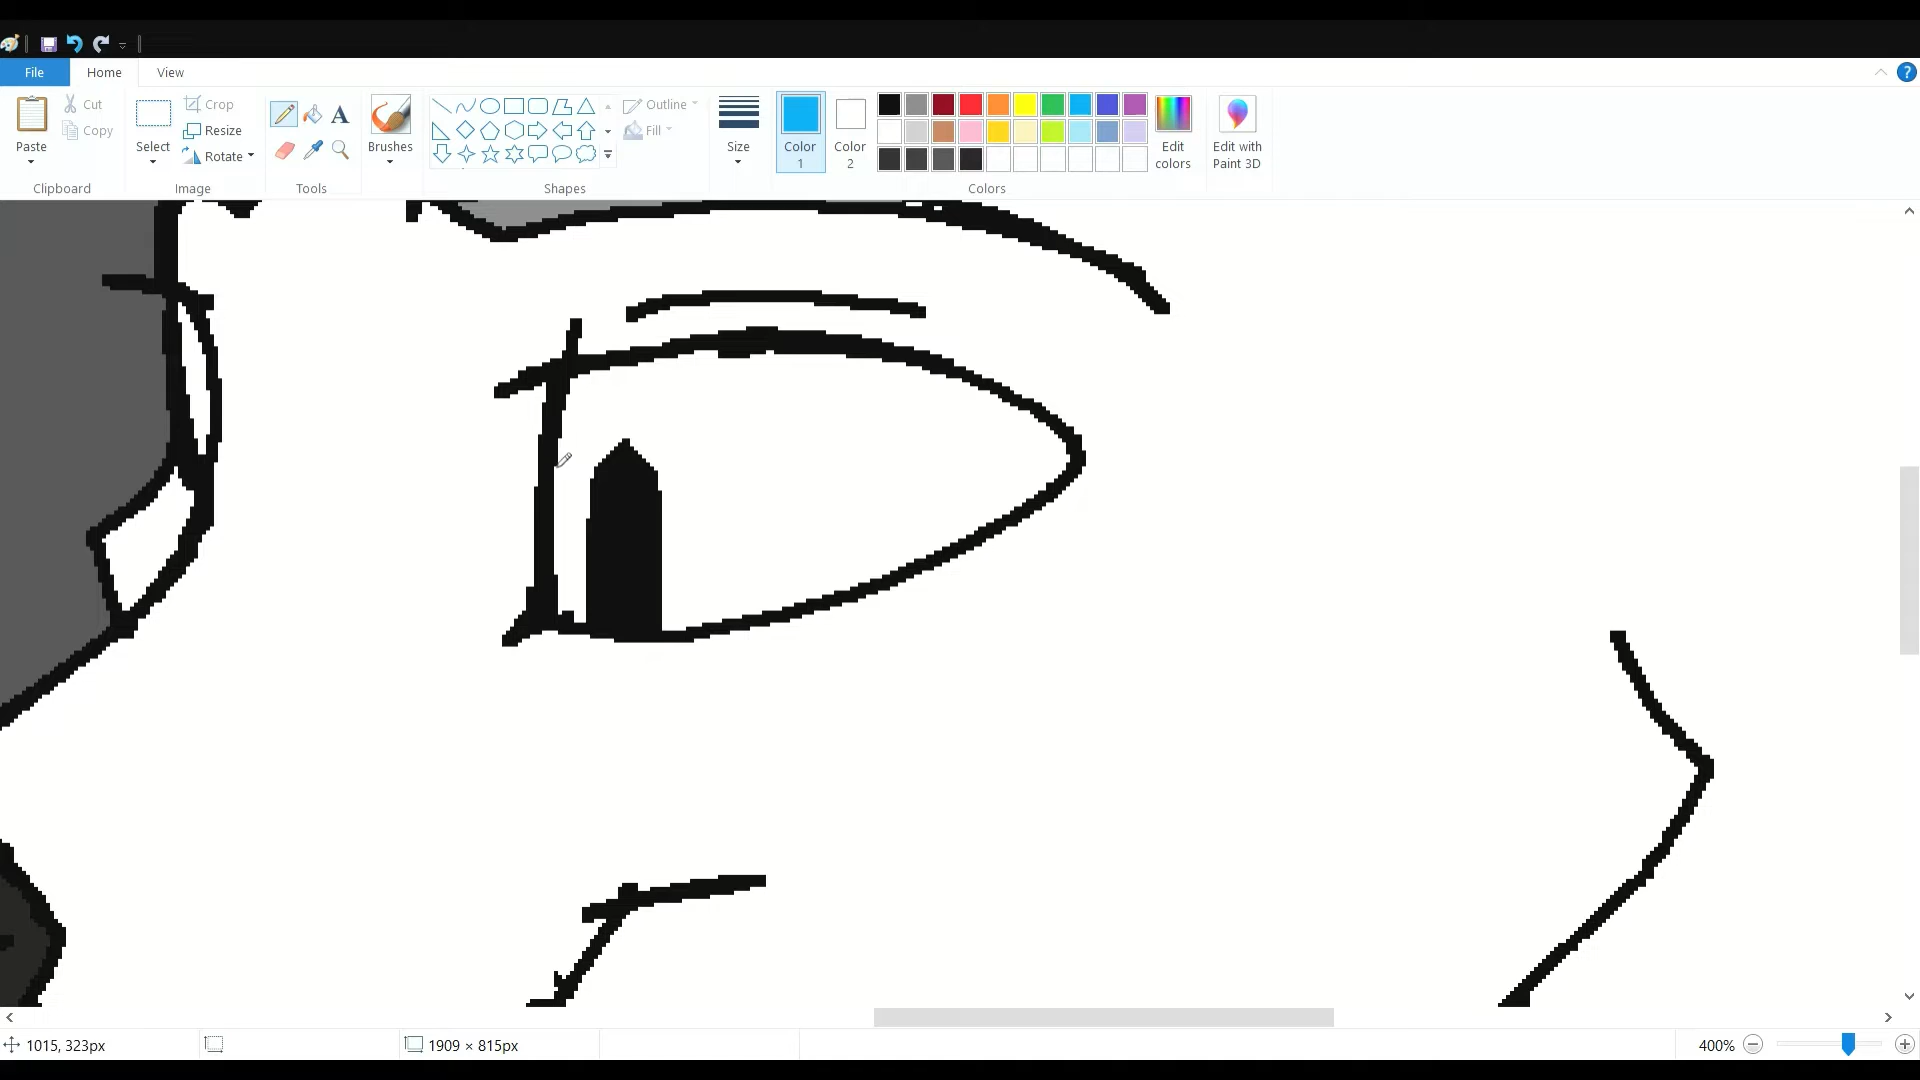 File Home View
Paste Cut Copy Clipboard
Select Crop Resize Rotate Image
A Tools
Brushes
Outline Fill Shapes
Size
Color 1
Color 2
Edit colors
Colors
Edit with Paint 3D
?
1015, 323px
1909 × 815px
400%